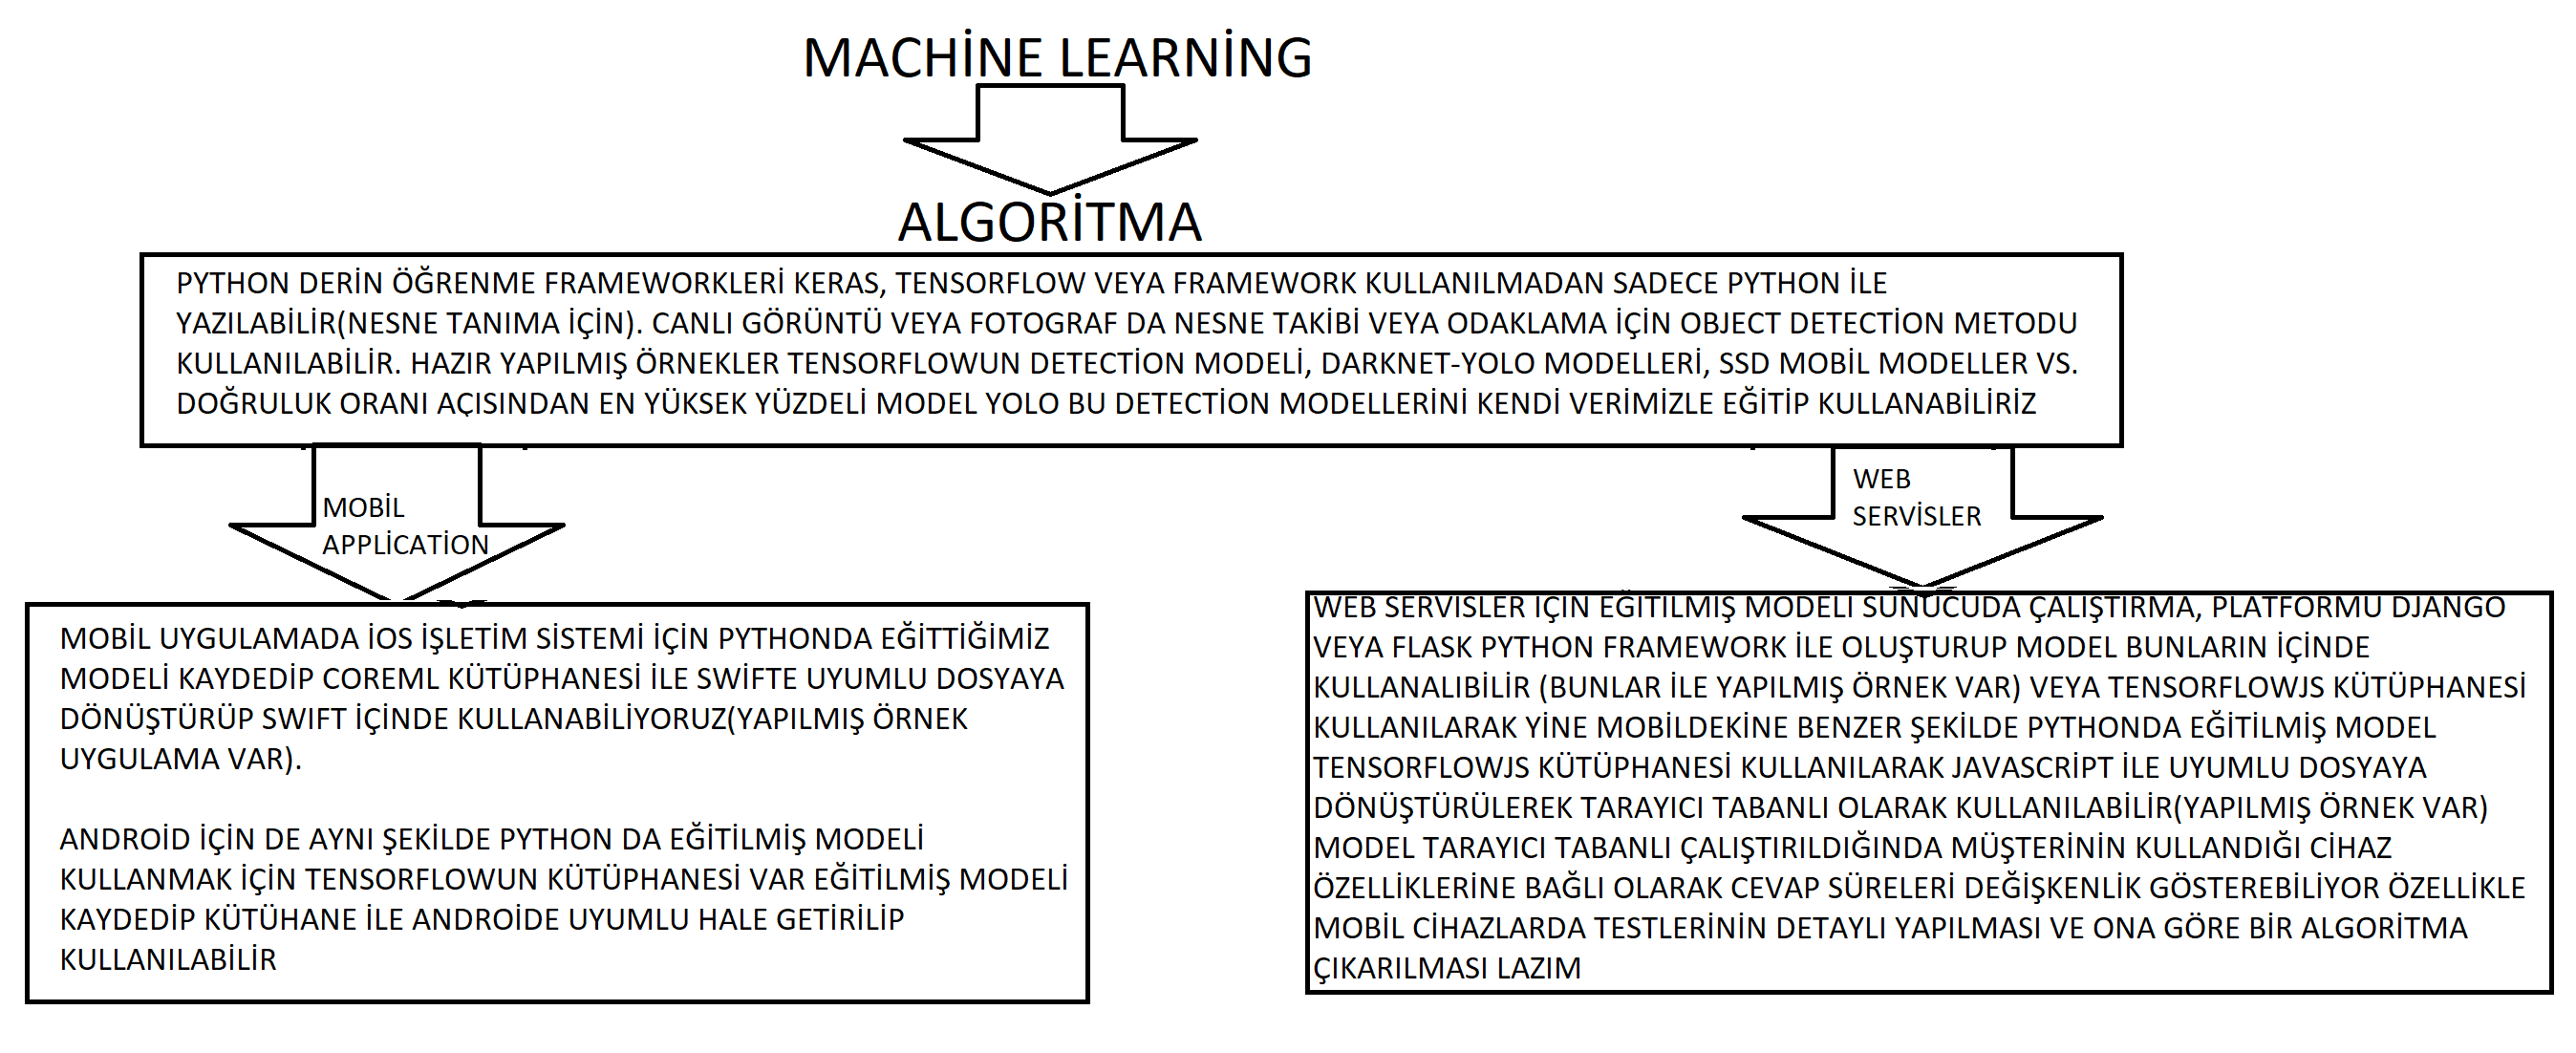 MACHİNE LEARNİNG
ALGORİTMA
PYTHON DERİN ÖĞRENME FRAMEWORKLERİ KERAS, TENSORFLOW VEYA FRAMEWORK KULLANILMADAN SADECE PYTHON İLE
YAZILABİLİR(NESNE TANIMA İÇİN). CANLI GÖRÜNTÜ VEYA FOTOGRAF DA NESNE TAKİBİ VEYA ODAKLAMA İÇİN OBJECT DETECTİON METODU
KULLANILABİLİR. HAZIR YAPILMIŞ ÖRNEKLER TENSORFLOWUN DETECTİON MODELİ, DARKNET-YOLO MODELLERİ, SSD MOBİL MODELLER VS.
DOĞRULUK ORANI AÇISINDAN EN YÜKSEK YÜZDELİ MODEL YOLO BU DETECTİON MODELLERİNİ KENDİ VERİMİZLE EĞİTİP KULLANABİLİRİZ
MOBİL
APPLİCATİON
WEB
SERVİSLER
MOBİL UYGULAMADA İOS İŞLETİM SİSTEMİ İÇİN PYTHONDA EĞİTTİĞİMİZ
MODELİ KAYDEDİP COREML KÜTÜPHANESİ İLE SWİFTE UYUMLU DOSYAYA
DÖNÜŞTÜRÜP SWIFT İÇİNDE KULLANABİLİYORUZ(YAPILMIŞ ÖRNEK
UYGULAMA VAR).
ANDROİD İÇİN DE AYNI ŞEKİLDE PYTHON DA EĞİTİLMİŞ MODELİ
KULLANMAK İÇİN TENSORFLOWUN KÜTÜPHANESİ VAR EĞİTİLMİŞ MODELİ
KAYDEDİP KÜTÜHANE İLE ANDROİDE UYUMLU HALE GETİRİLİP
KULLANILABİLİR
WEB SERVİSLER İÇİN EĞİTİLMİŞ MODELİ SUNUCUDA ÇALIŞTIRMA, PLATFORMU DJANGO
VEYA FLASK PYTHON FRAMEWORK İLE OLUŞTURUP MODEL BUNLARIN İÇİNDE
KULLANALIBİLİR (BUNLAR İLE YAPILMIŞ ÖRNEK VAR) VEYA TENSORFLOWJS KÜTÜPHANESİ
KULLANILARAK YİNE MOBİLDEKİNE BENZER ŞEKİLDE PYTHONDA EĞİTİLMİŞ MODEL
TENSORFLOWJS KÜTÜPHANESİ KULLANILARAK JAVASCRİPT İLE UYUMLU DOSYAYA
DÖNÜŞTÜRÜLEREK TARAYICI TABANLI OLARAK KULLANILABİLİR(YAPILMIŞ ÖRNEK VAR)
MODEL TARAYICI TABANLI ÇALIŞTIRILDIĞINDA MÜŞTERİNİN KULLANDIĞI CİHAZ
ÖZELLİKLERİNE BAĞLI OLARAK CEVAP SÜRELERİ DEĞİŞKENLİK GÖSTEREBİLİYOR ÖZELLİKLE
MOBİL CİHAZLARDA TESTLERİNİN DETAYLI YAPILMASI VE ONA GÖRE BİR ALGORİTMA
ÇIKARILMASI LAZIM